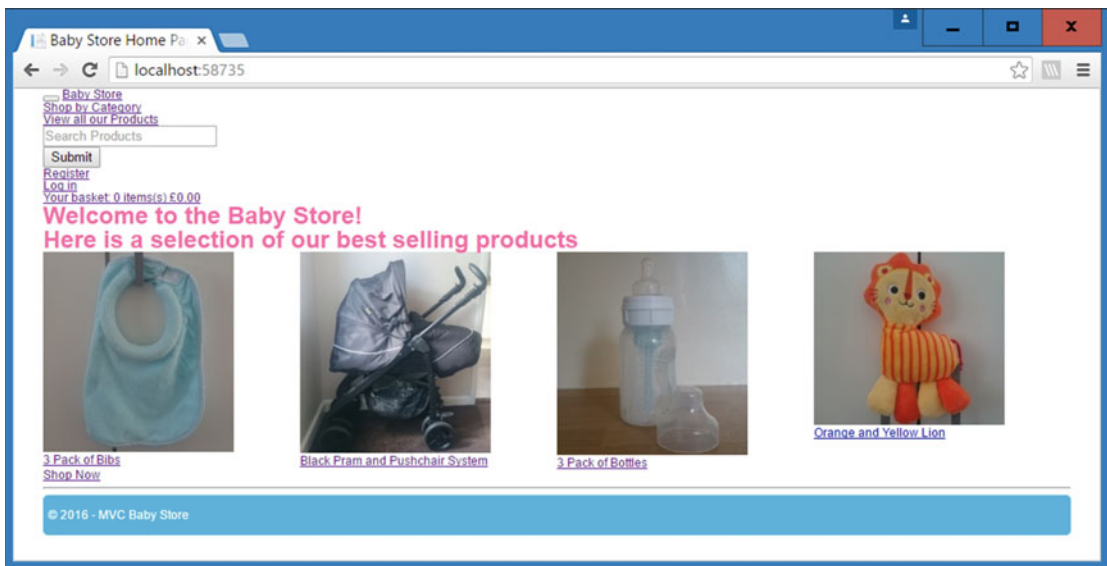 Baby Store Home Pa
localhost:58735
Baby Store
Shop by Category
View all our Products
Search Products
Submit
Register
Log in
Your basket: 0 items(s) £0.00
Welcome to the Baby Store!
Here is a selection of our best selling products
3 Pack of Bibs
Black Pram and Pushchair System
3 Pack of Bottles
Orange and Yellow Lion
Shop Now
© 2016 - MVC Baby Store